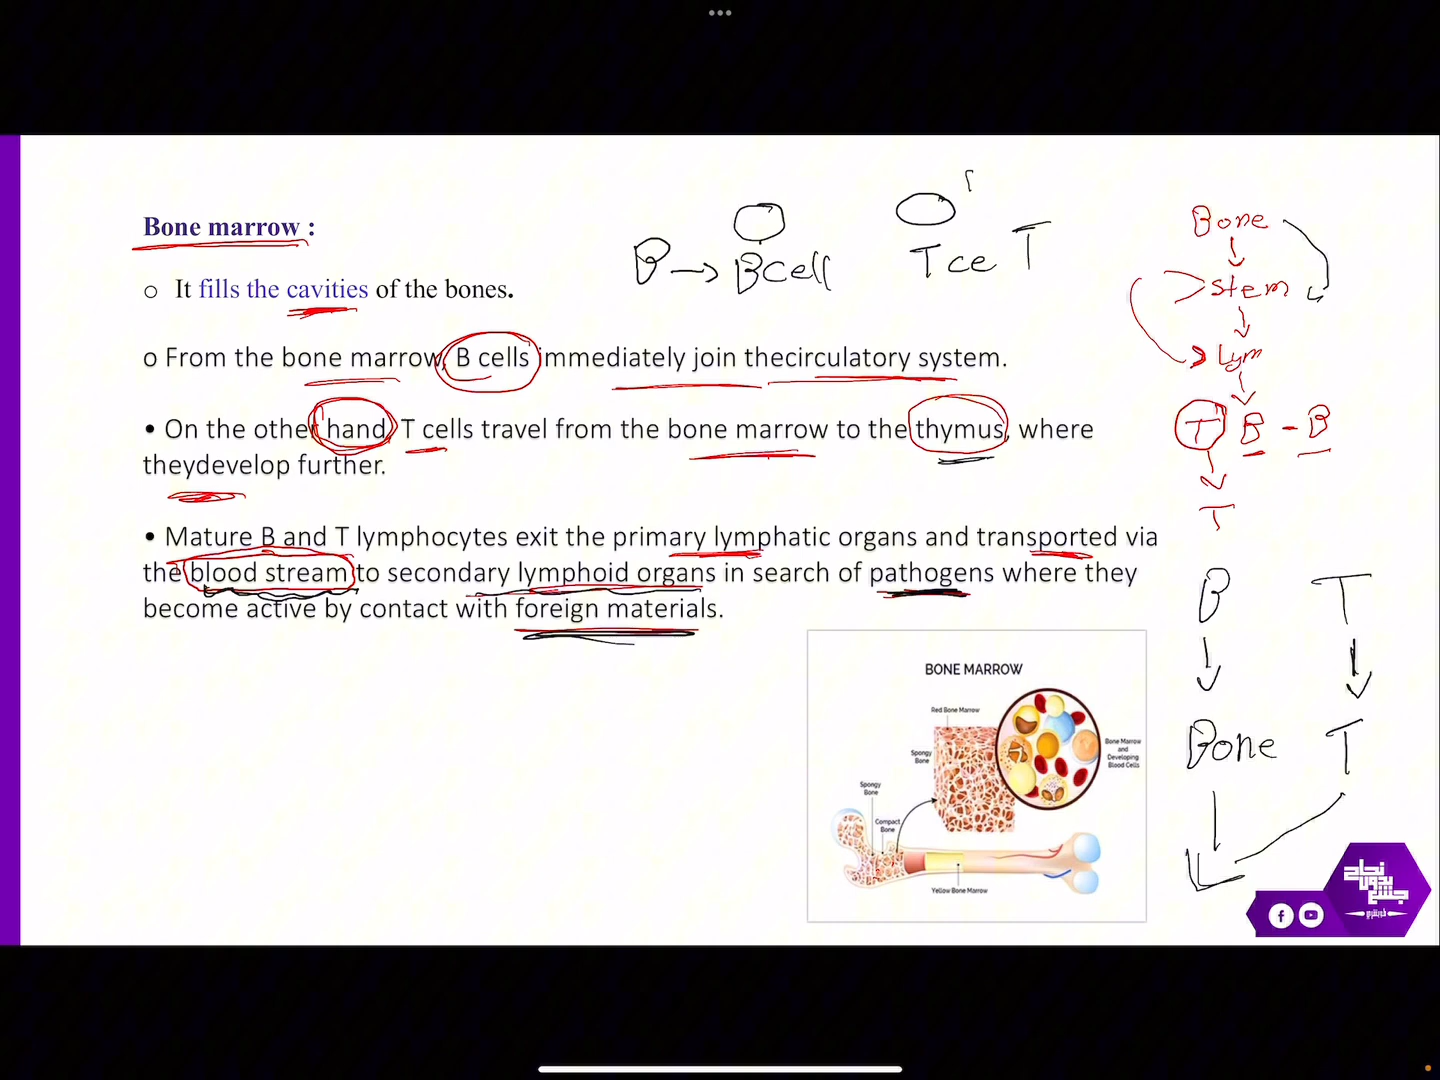 Bone marrow :
o It fills the cavities of the bones.
o From the bone marrow, B cells immediately join thecirculatory system.
• On the other hand, T cells travel from the bone marrow to the thymus, where
theydevelop further.
• Mature B and T lymphocytes exit the primary lymphatic organs and transported via
the blood stream to secondary lymphoid organs in search of pathogens where they
become active by contact with foreign materials.
B → B cell
T ce T
Bone
stem
Lym
T B - B
T
B T
Bone T
BONE MARROW
Red Bone Marrow
Spongy
Bone
Bone Marrow
and
Developing
Blood Cells
Spongy
Bone
Compact
Bone
Yellow Bone Marrow
نجاح
بدون